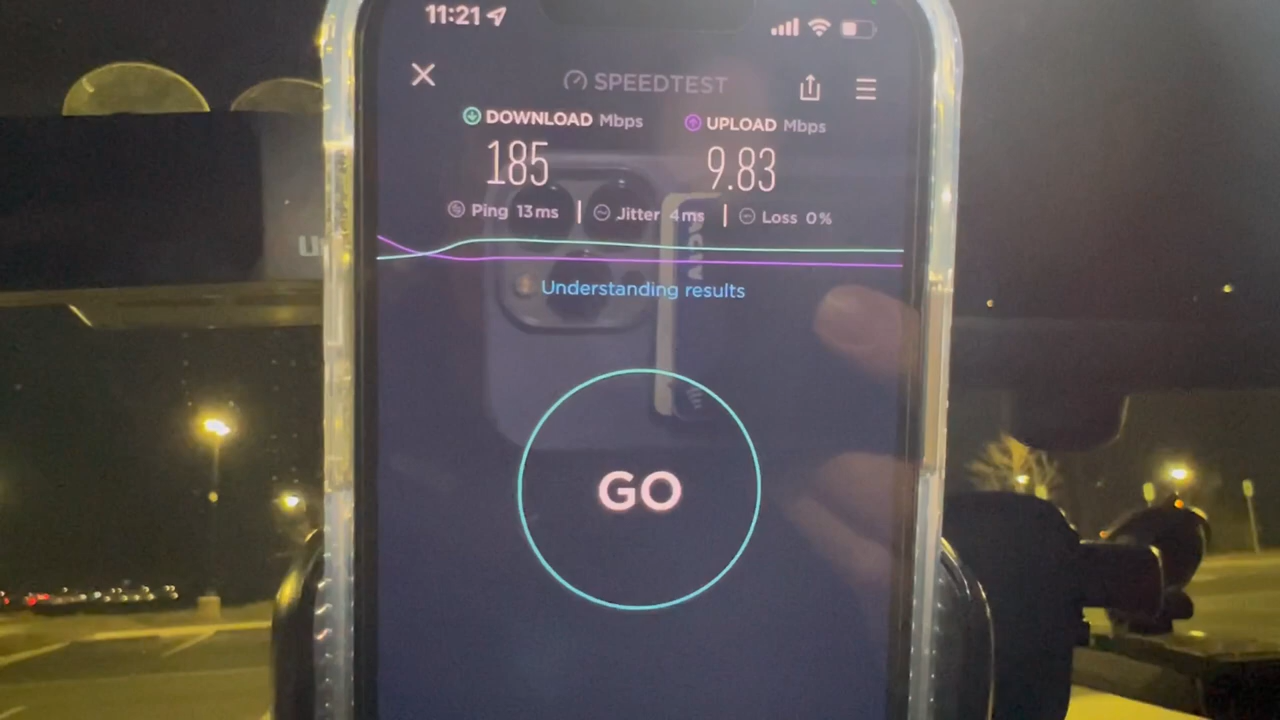 11:21
SPEEDTEST
DOWNLOAD Mbps
UPLOAD Mbps
185
9.83
Ping 13 ms
Jitter 4 ms
Loss 0 %
Understanding results
GO